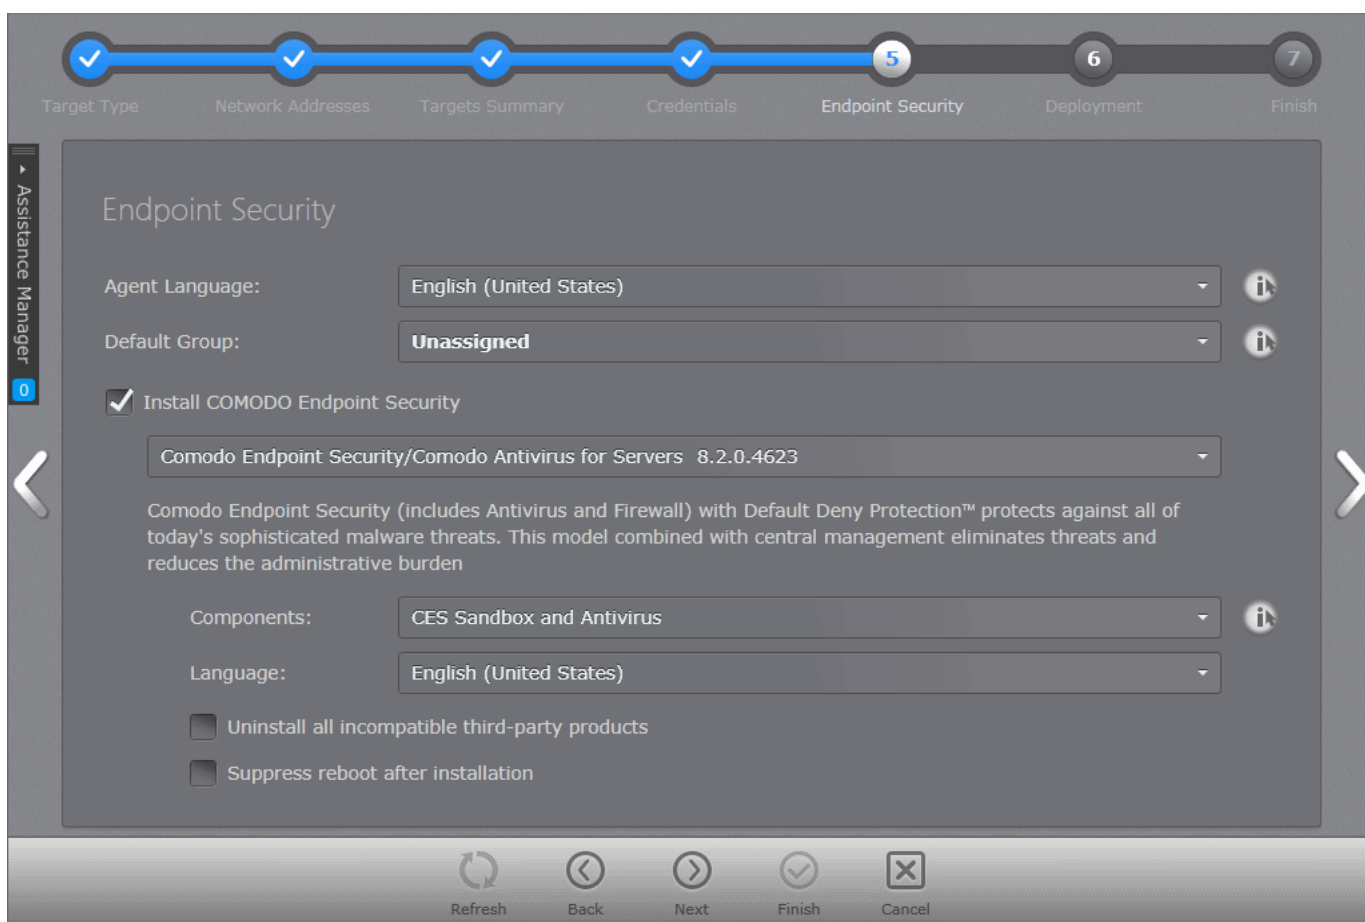 5 6 7
Target Type Network Addresses Targets Summary Credentials Endpoint Security Deployment Finish
Assistance Manager
0
Endpoint Security
Agent Language: English (United States)
Default Group: Unassigned
Install COMODO Endpoint Security
Comodo Endpoint Security/Comodo Antivirus for Servers 8.2.0.4623
Comodo Endpoint Security (includes Antivirus and Firewall) with Default Deny Protection™ protects against all of
today's sophisticated malware threats. This model combined with central management eliminates threats and
reduces the administrative burden
Components: CES Sandbox and Antivirus
Language: English (United States)
Uninstall all incompatible third-party products
Suppress reboot after installation
Refresh Back Next Finish Cancel